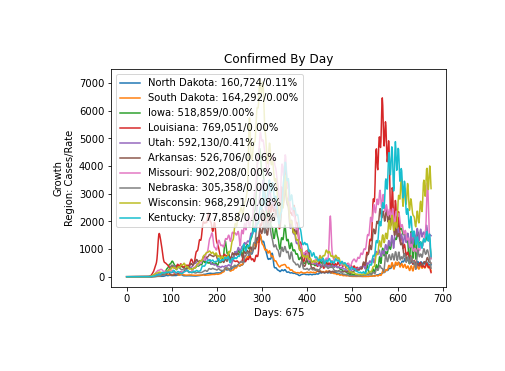 Confirmed By Day
Growth
Region: Cases/Rate
7000
6000
5000
4000
3000
2000
1000
0
North Dakota: 160,724/0.11%
South Dakota: 164,292/0.00%
Iowa: 518,859/0.00%
Louisiana: 769,051/0.00%
Utah: 592,130/0.41%
Arkansas: 526,706/0.06%
Missouri: 902,208/0.00%
Nebraska: 305,358/0.00%
Wisconsin: 968,291/0.08%
Kentucky: 777,858/0.00%
0 100 200 300 400 500 600 700
Days: 675